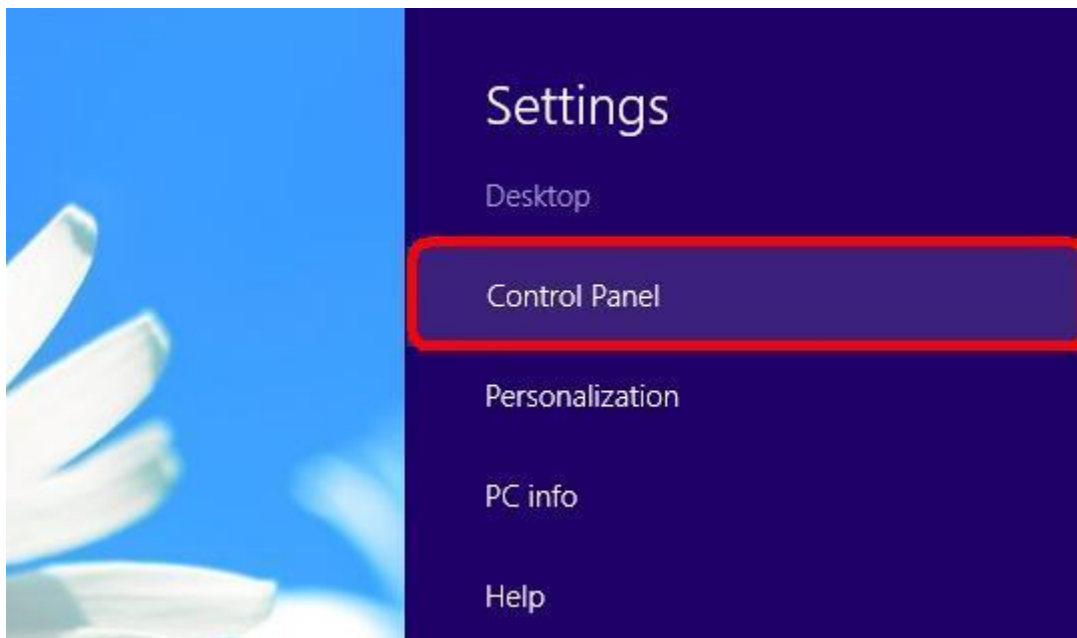 Settings
Desktop
Control Panel
Personalization
PC info
Help